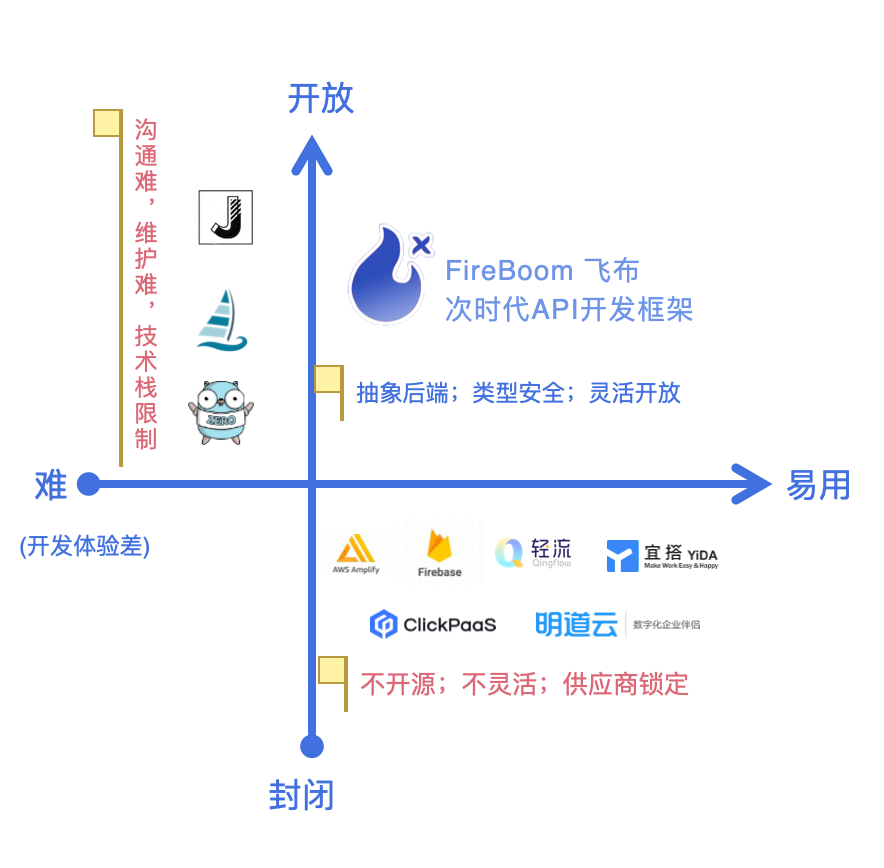 开放
沟通难，维护难，技术栈限制
J
FireBoom 飞布
次时代API开发框架
ZERO
抽象后端；类型安全；灵活开放
难
易用
(开发体验差)
AWS Amplify
Firebase
轻流
Qingflow
宜搭 YiDA
Make Work Easy & Happy
ClickPaaS
明道云
数字化企业伴侣
不开源；不灵活；供应商锁定
封闭